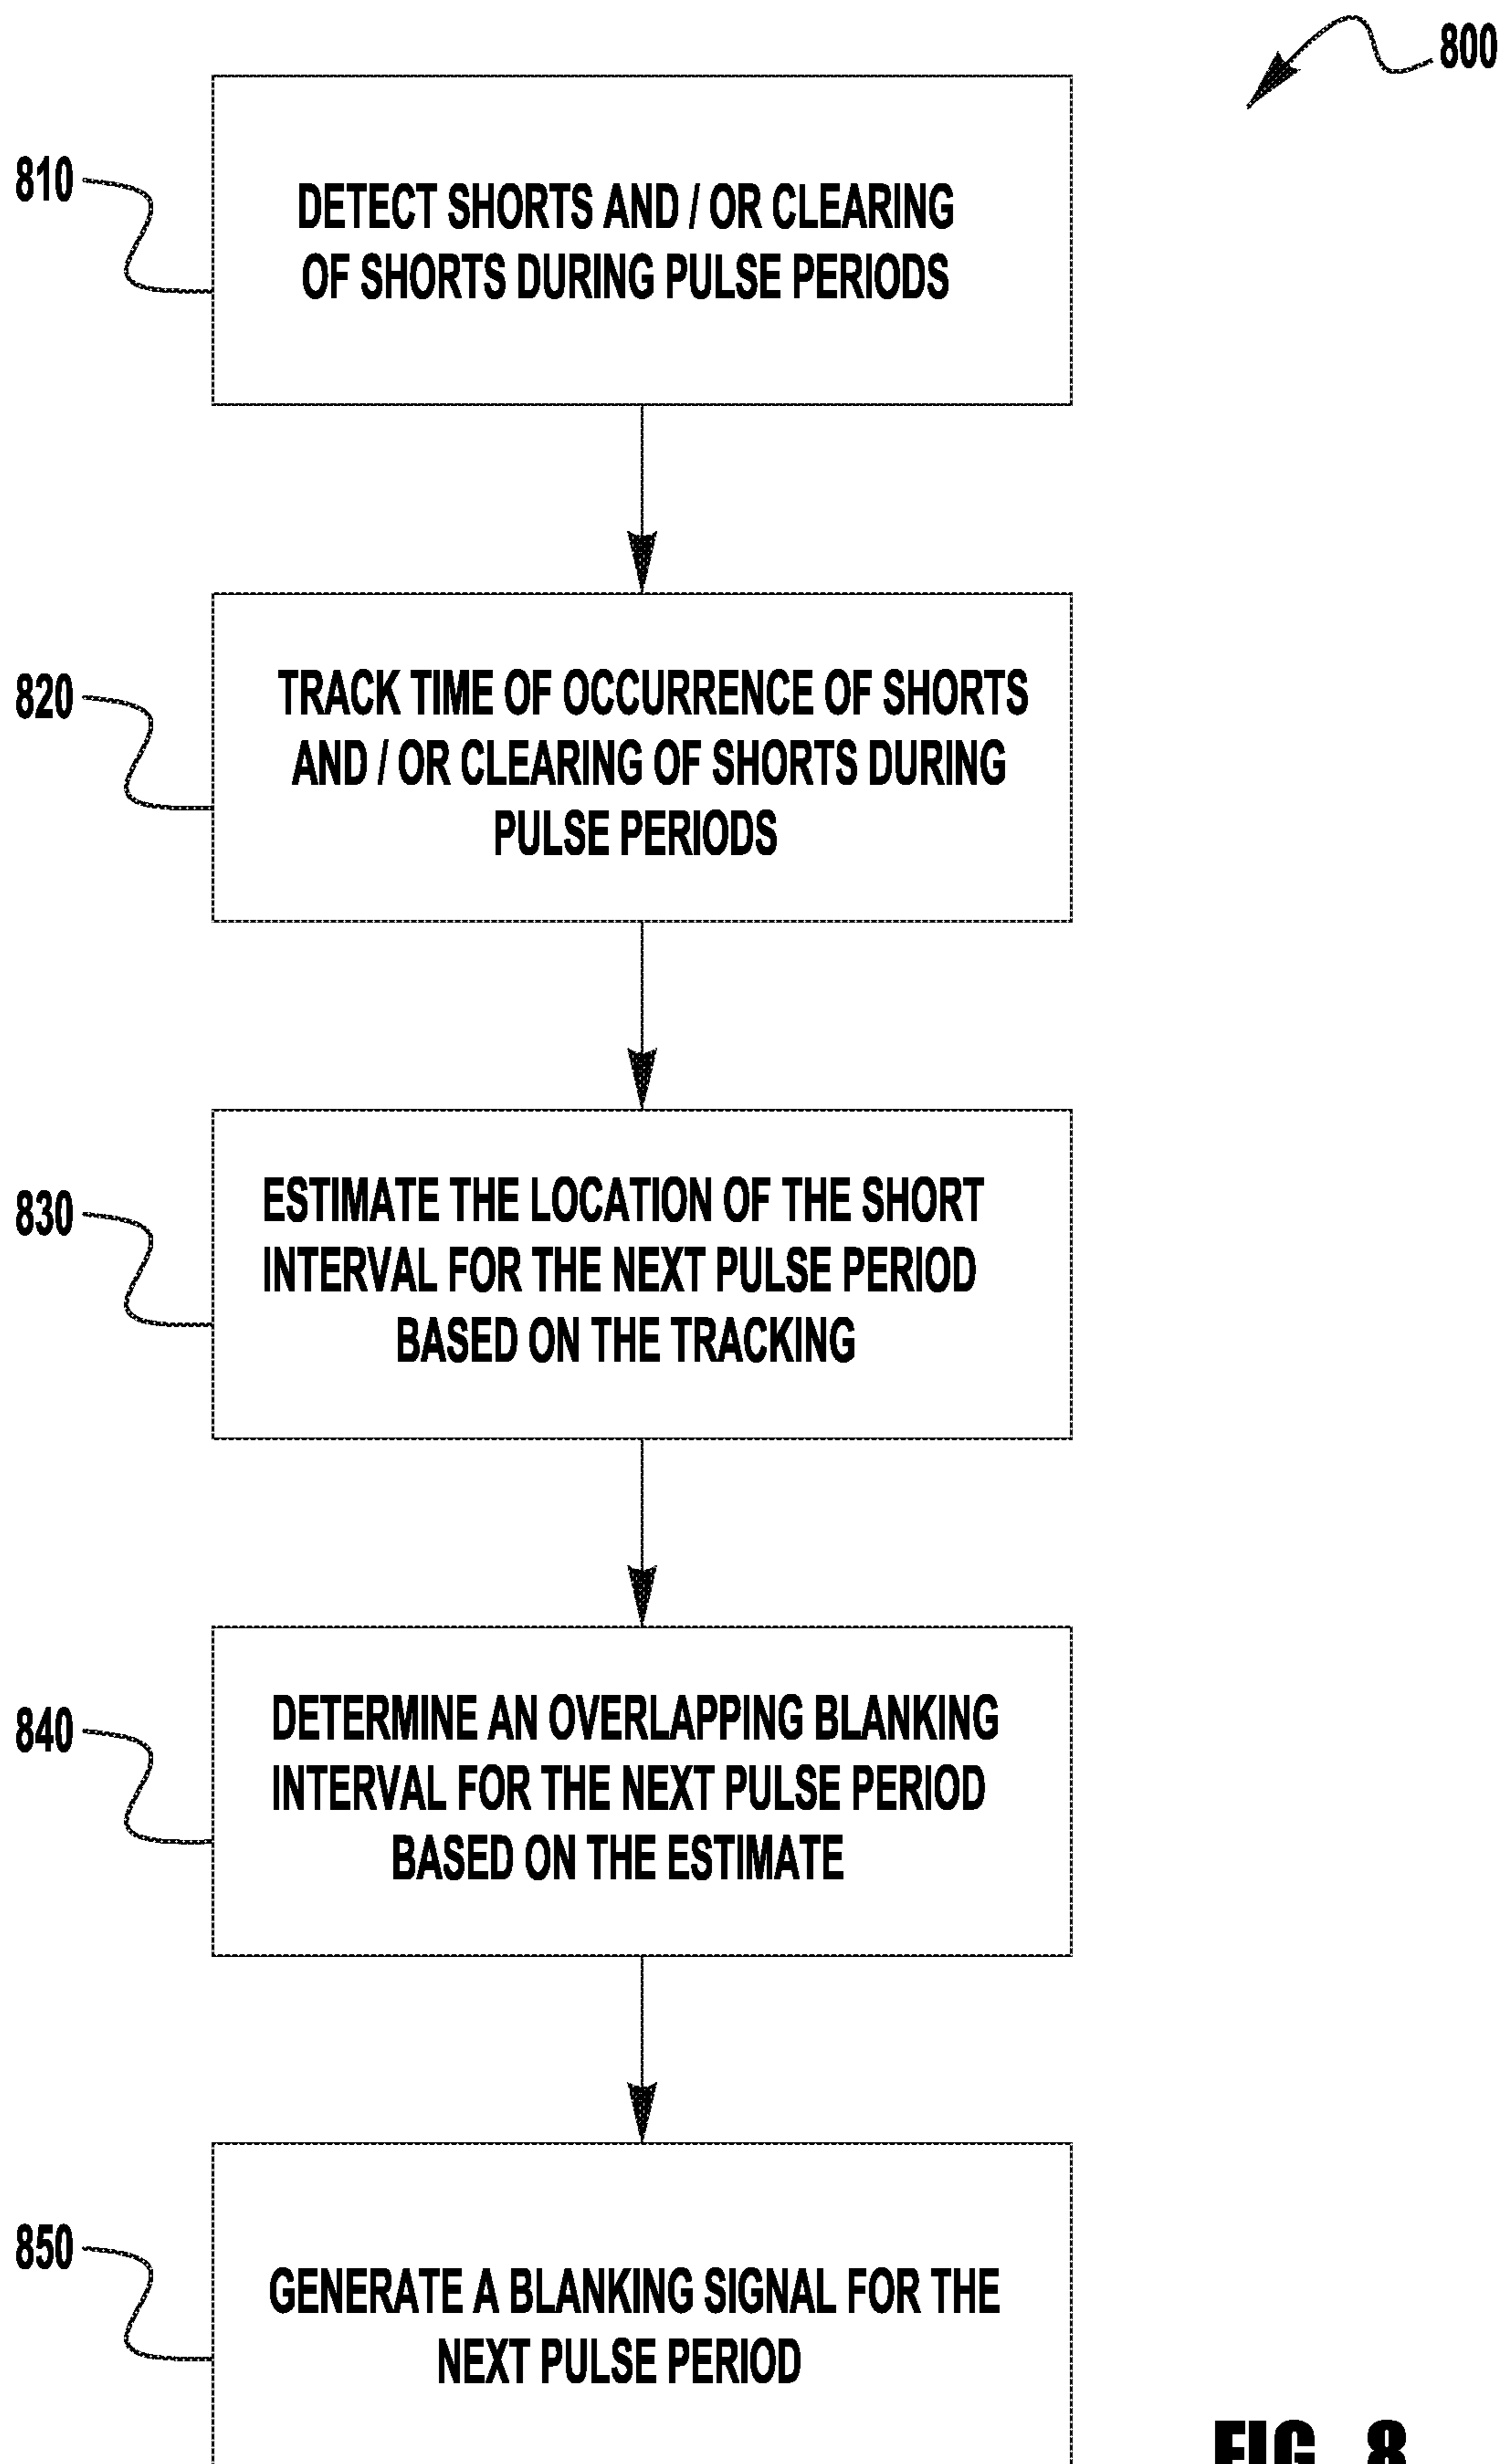 800
810
DETECT SHORTS AND / OR CLEARING
OF SHORTS DURING PULSE PERIODS
820
TRACK TIME OF OCCURRENCE OF SHORTS
AND / OR CLEARING OF SHORTS DURING
PULSE PERIODS
830
ESTIMATE THE LOCATION OF THE SHORT
INTERVAL FOR THE NEXT PULSE PERIOD
BASED ON THE TRACKING
840
DETERMINE AN OVERLAPPING BLANKING
INTERVAL FOR THE NEXT PULSE PERIOD
BASED ON THE ESTIMATE
850
GENERATE A BLANKING SIGNAL FOR THE
NEXT PULSE PERIOD
FIG. 8